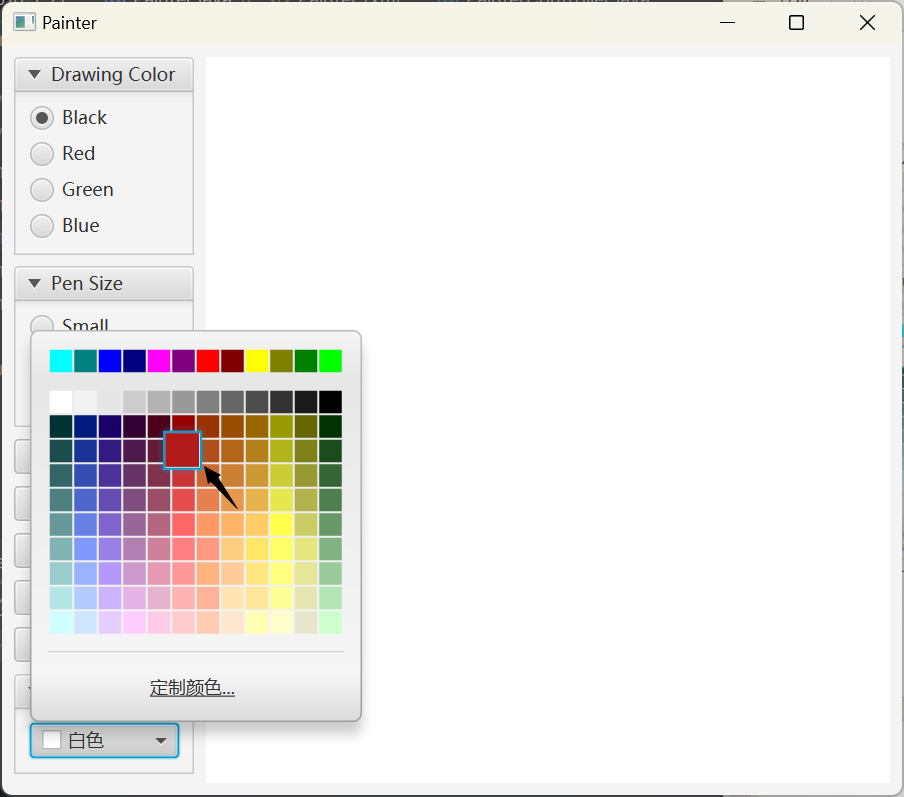 Painter
Drawing Color
Black
Red
Green
Blue
Pen Size
Small
定制颜色...
白色